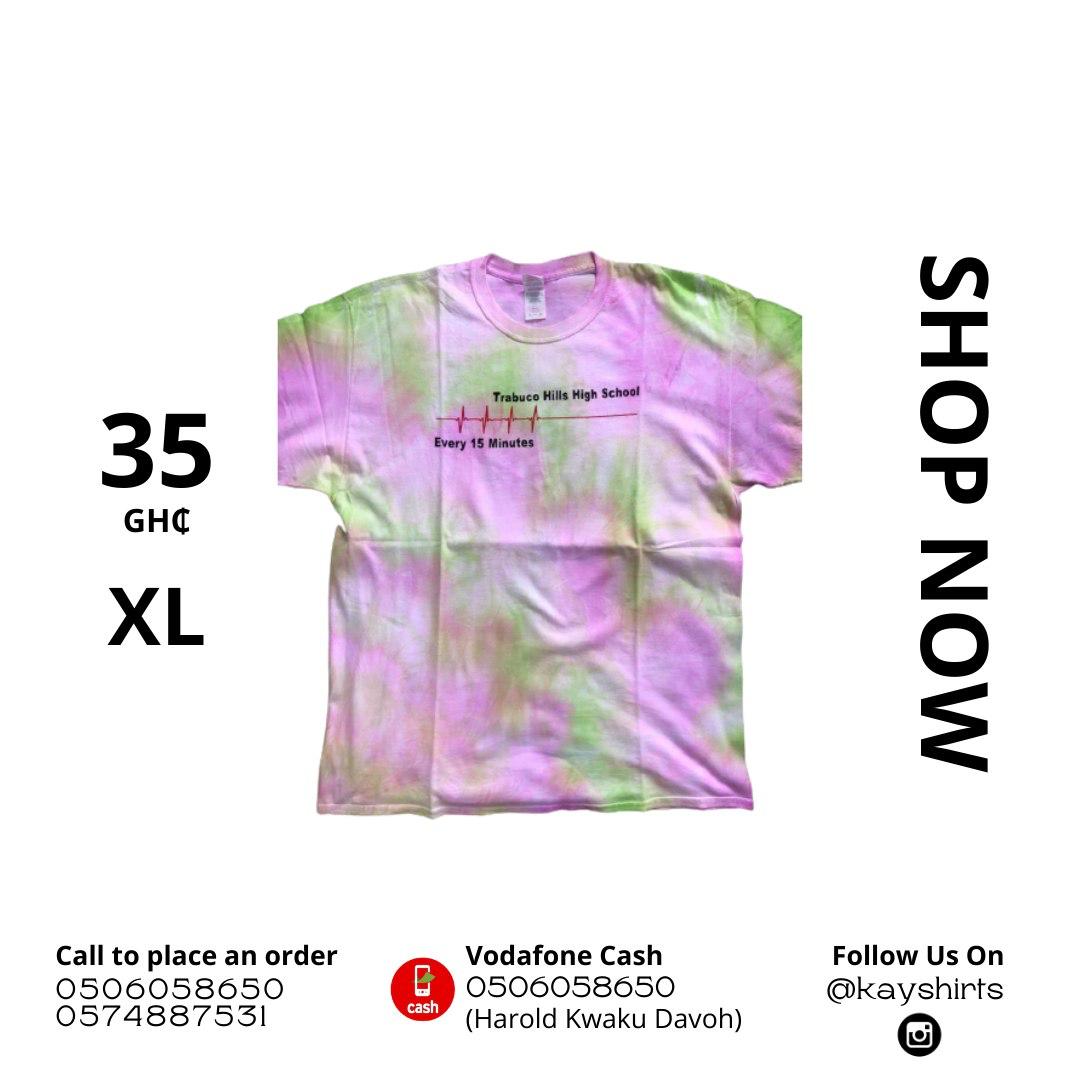 35
GH₵
XL
Trabuco Hills High School
Every 15 Minutes
SHOP NOW
Call to place an order
0506058650
0574887531
cash
Vodafone Cash
0506058650
(Harold Kwaku Davoh)
Follow Us On
@kayshirts